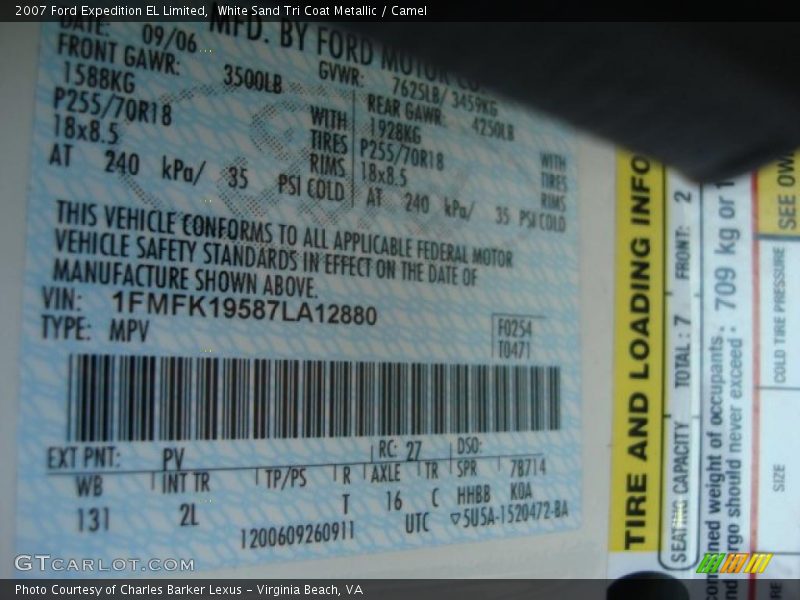 2007 Ford Expedition EL Limited, White Sand Tri Coat Metallic / Camel
DATE: 09/06 MFD. BY FORD MOTOR CO.
FRONT GAWR: 3500LB GVWR: 7625LB/ 3459KG
1588KG REAR GAWR: 4250LB
P255/70R18 WITH 1928KG
18x8.5 TIRES P255/70R18 WITH
RIMS 18x8.5 TIRES
AT 240 kPa/ 35 PSI COLD AT 240 kPa/ 35 PSI COLD RIMS
THIS VEHICLE CONFORMS TO ALL APPLICABLE FEDERAL MOTOR
VEHICLE SAFETY STANDARDS IN EFFECT ON THE DATE OF
MANUFACTURE SHOWN ABOVE.
VIN: 1FMFK19587LA12880
TYPE: MPV
F0254
T0471
EXT PNT: PV RC: 27 DSO:
WB INT TR TP/PS R AXLE TR SPR 7B714
131 2L T 16 C HHBB KOA
1200609260911 UTC ▽5U5A-1520472-BA
TIRE AND LOADING INFO
SEATING CAPACITY TOTAL: 7 FRONT: 2
ned weight of occupants
rgo should never exceed: 709 kg or
SEE
COLD TIRE PRESSURE
SIZE
GTCARLOT.COM
Photo Courtesy of Charles Barker Lexus - Virginia Beach, VA